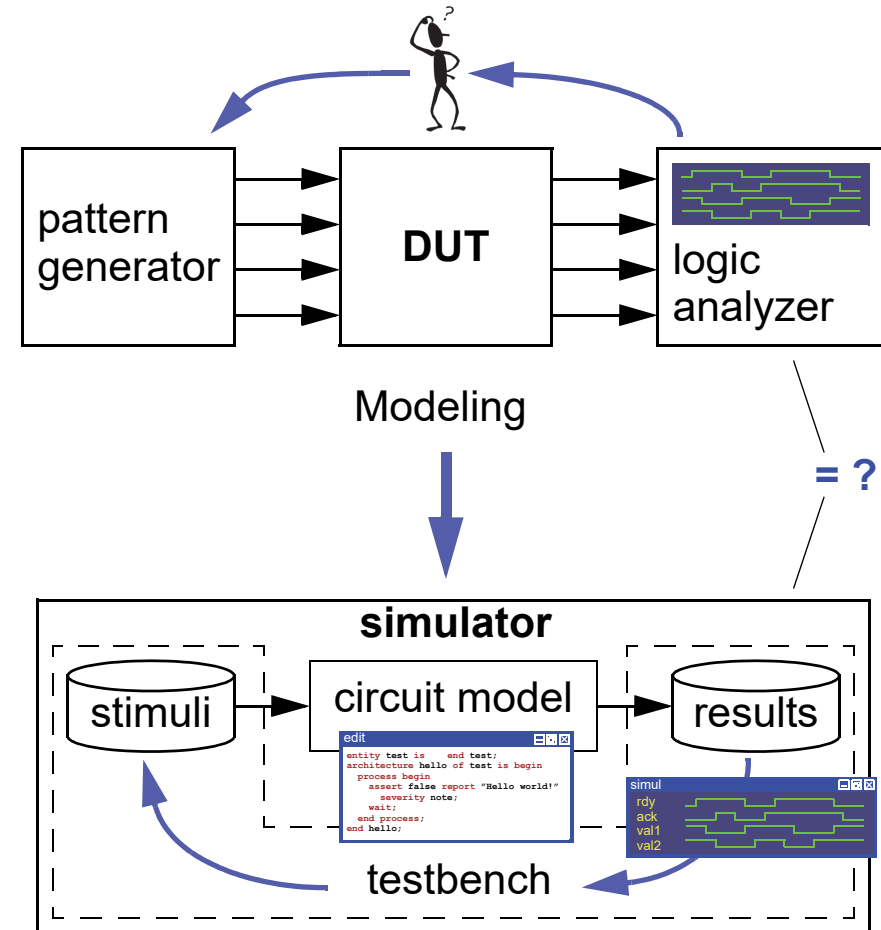 ?
pattern
generator
DUT
logic
analyzer
Modeling
= ?
simulator
stimuli
circuit model
results
edit
entity test is    end test;
architecture hello of test is begin
process begin
assert false report “Hello world!”
severity note;
wait;
end process;
end hello;
simul
rdy
ack
val1
val2
testbench